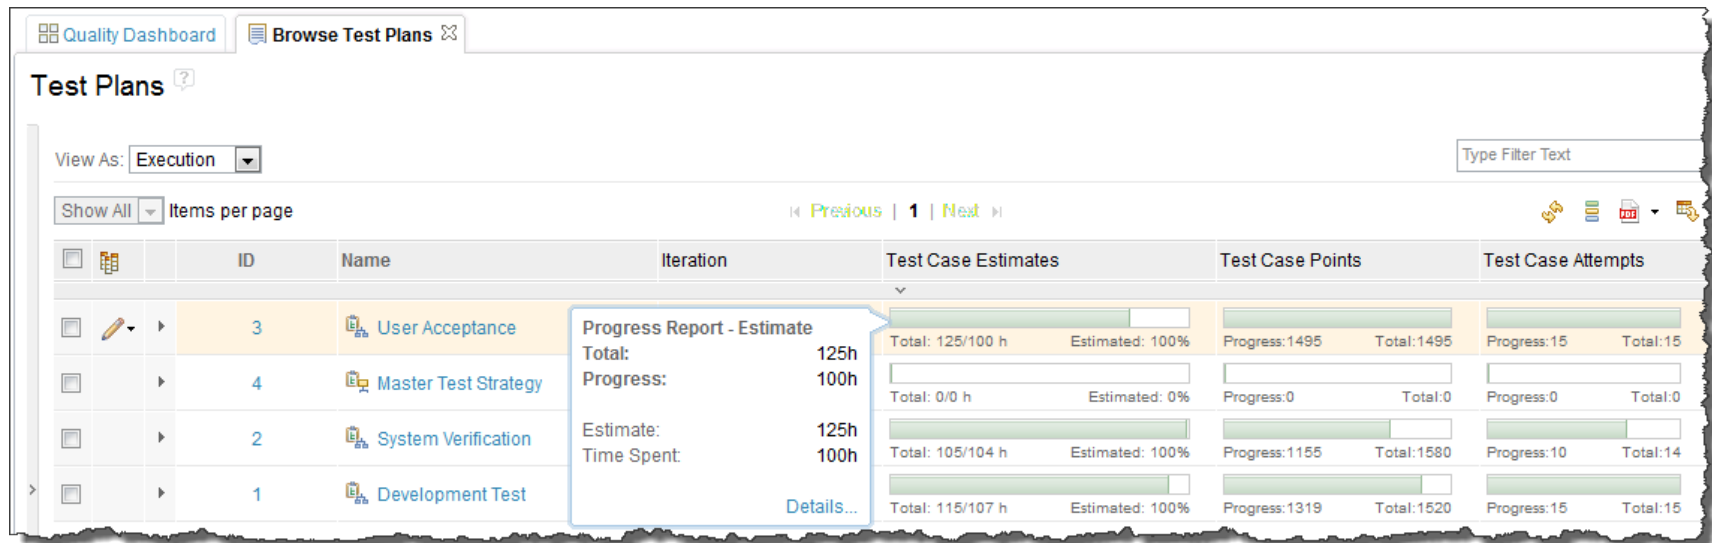 Quality Dashboard
Browse Test Plans
Test Plans ?
View As: Execution
Type Filter Text
Show All Items per page
Previous | 1 | Next
PDF
ID Name Iteration Test Case Estimates Test Case Points Test Case Attempts
3 User Acceptance
Total: 125/100 h Estimated: 100% Progress:1495 Total:1495 Progress:15 Total:15
4 Master Test Strategy
Total: 0/0 h Estimated: 0% Progress:0 Total:0 Progress:0 Total:0
2 System Verification
Total: 105/104 h Estimated: 100% Progress:1155 Total:1580 Progress:10 Total:14
1 Development Test
Total: 115/107 h Estimated: 100% Progress:1319 Total:1520 Progress:15 Total:15
Progress Report - Estimate
Total: 125h
Progress: 100h
Estimate: 125h
Time Spent: 100h
Details...